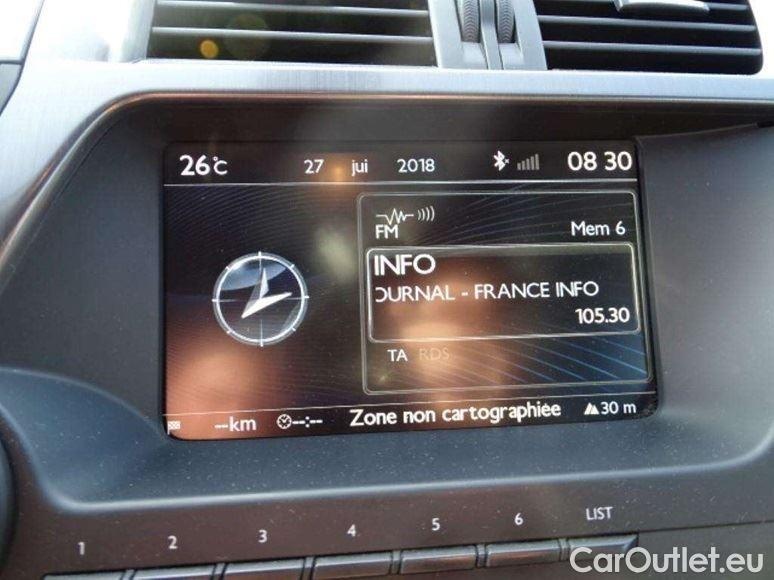 26°C 27 jui 2018 08 30
FM Mem 6
INFO
OURNAL - FRANCE INFO
105.30
TA RDS
--km --:-- Zone non cartographiée 30 m
1 2 3 4 5 6 LIST
CarOutlet.eu